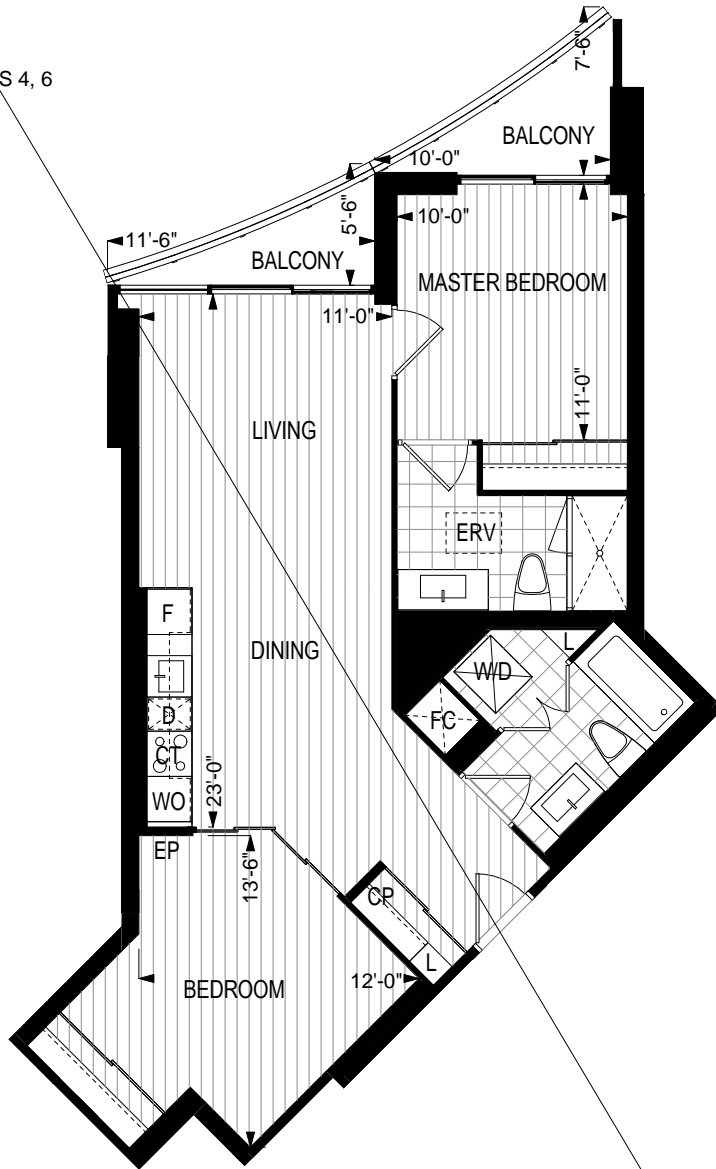 S 4, 6
7'-6"
BALCONY
10'-0"
5'-6"
11'-6"
10'-0"
BALCONY
MASTER BEDROOM
11'-0"
11'-0"
LIVING
ERV
F
DINING
L
W/D
D
FC
CT
WO
23'-0"
EP
13'-6"
CP
L
12'-0"
BEDROOM